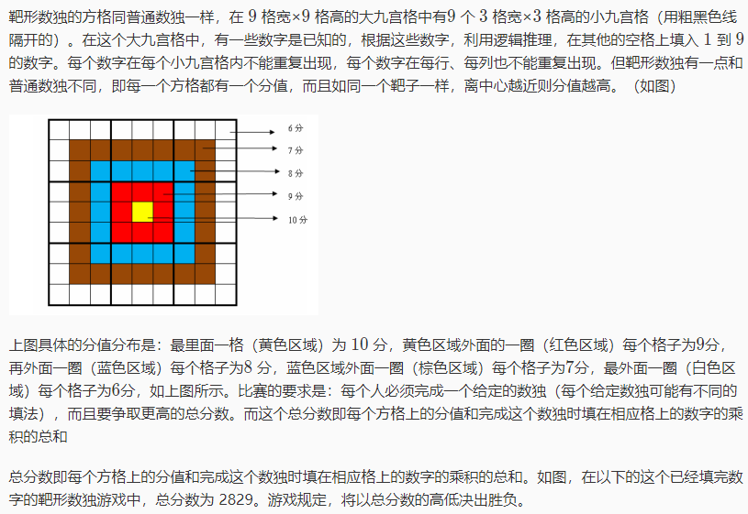 靶形数独的方格同普通数独一样，在 9 格宽×9 格高的大九宫格中有9 个 3 格宽×3 格高的小九宫格（用粗黑色线
隔开的）。在这个大九宫格中，有一些数字是已知的，根据这些数字，利用逻辑推理，在其他的空格上填入 1 到 9
的数字。每个数字在每个小九宫格内不能重复出现，每个数字在每行、每列也不能重复出现。但靶形数独有一点和
普通数独不同，即每一个方格都有一个分值，而且如同一个靶子一样，离中心越近则分值越高。（如图）
6 分
7 分
8 分
9 分
10 分
上图具体的分值分布是：最里面一格（黄色区域）为 10 分，黄色区域外面的一圈（红色区域）每个格子为9分，
再外面一圈（蓝色区域）每个格子为8 分，蓝色区域外面一圈（棕色区域）每个格子为7分，最外面一圈（白色区
域）每个格子为6分，如上图所示。比赛的要求是：每个人必须完成一个给定的数独（每个给定数独可能有不同的
填法），而且要争取更高的总分数。而这个总分数即每个方格上的分值和完成这个数独时填在相应格上的数字的乘
积的总和
总分数即每个方格上的分值和完成这个数独时填在相应格上的数字的乘积的总和。如图，在以下的这个已经填完数
字的靶形数独游戏中，总分数为 2829。游戏规定，将以总分数的高低决出胜负。